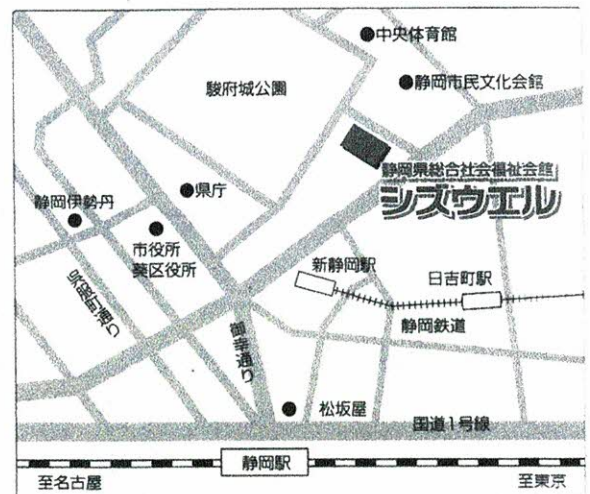 中央体育館
静岡市民文化会館
駿府城公園
静岡県総合社会福祉会館
シズウエル
県庁
静岡伊勢丹
市役所
葵区役所
呉服町通り
新静岡駅
日吉町駅
静岡鉄道
御幸通り
松坂屋
国道1号線
静岡駅
至名古屋
至東京